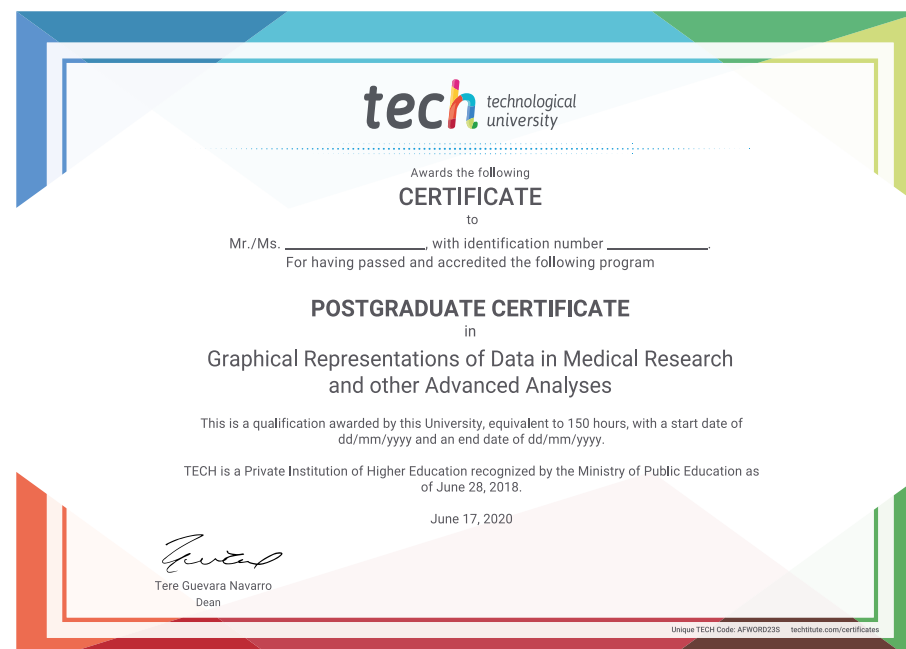 tech technological
university
Awards the following
CERTIFICATE
to
Mr./Ms. ____________________, with identification number ______________.
For having passed and accredited the following program
POSTGRADUATE CERTIFICATE
in
Graphical Representations of Data in Medical Research
and other Advanced Analyses
This is a qualification awarded by this University, equivalent to 150 hours, with a start date of
dd/mm/yyyy and an end date of dd/mm/yyyy.
TECH is a Private Institution of Higher Education recognized by the Ministry of Public Education as
of June 28, 2018.
June 17, 2020
Tere Guevara Navarro
Dean
Unique TECH Code: AFWORD23S techtitute.com/certificates